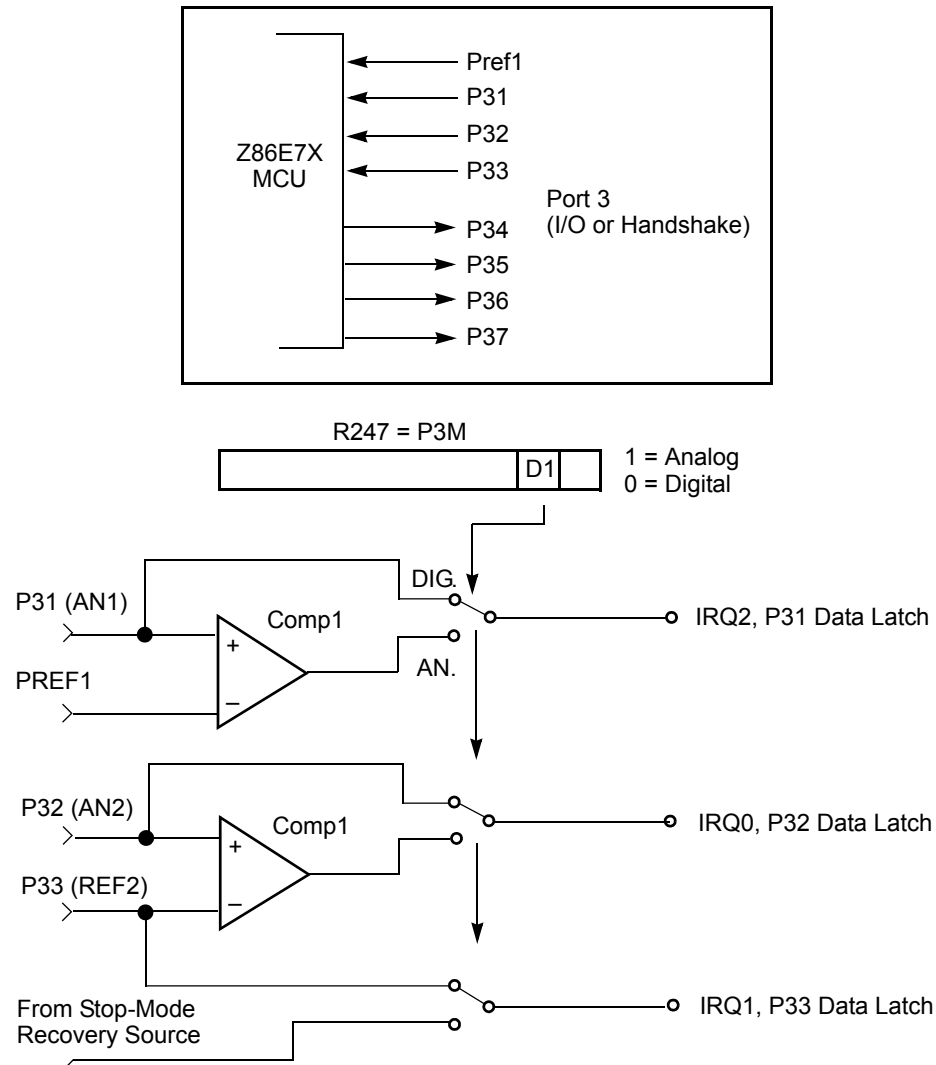 Pref1
P31
P32
P33
Z86E7X
MCU
Port 3
(I/O or Handshake)
P34
P35
P36
P37
R247 = P3M
D1
1 = Analog
0 = Digital
DIG.
P31 (AN1)
Comp1
IRQ2, P31 Data Latch
+
AN.
PREF1
–
P32 (AN2)
Comp1
IRQ0, P32 Data Latch
+
P33 (REF2)
–
From Stop-Mode
Recovery Source
IRQ1, P33 Data Latch